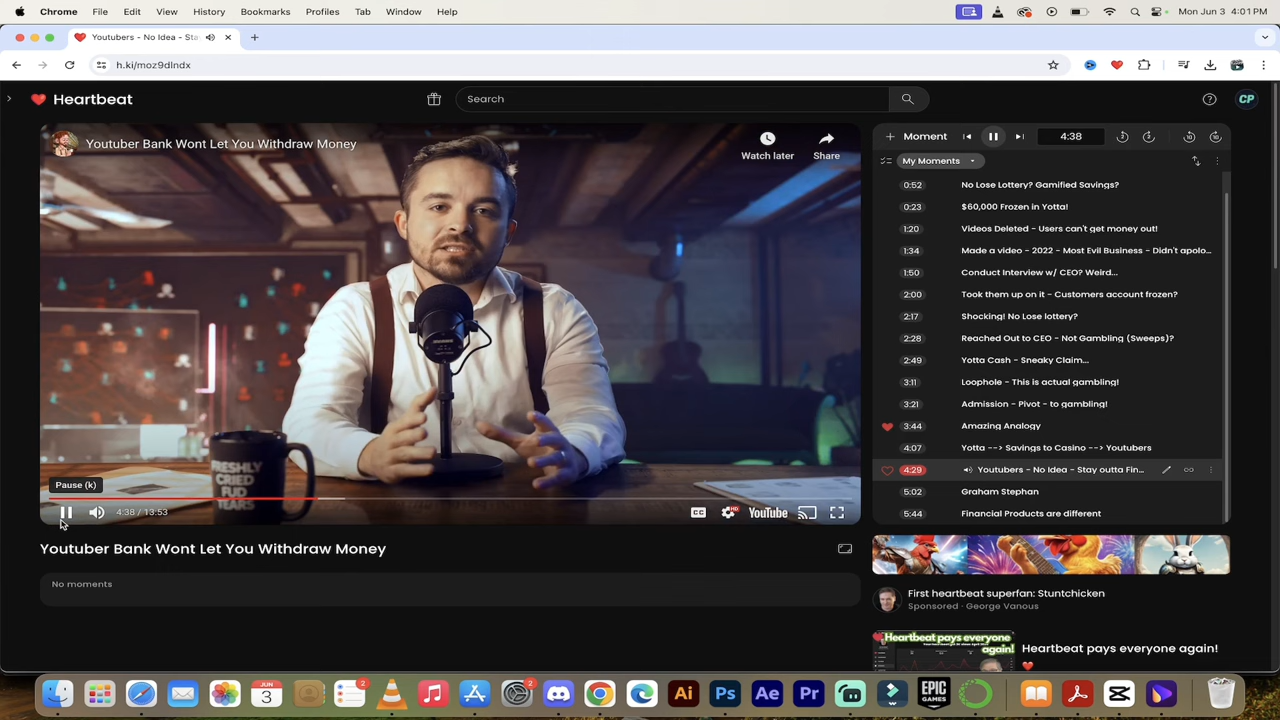 Chrome File Edit View History Bookmarks Profiles Tab Window Help
Mon Jun 3 4:01 PM
Youtubers - No Idea - Sta
h.ki/moz9dlndx
Heartbeat
Search
CP
Youtuber Bank Wont Let You Withdraw Money
Watch later
Share
FRESHLY
CRIED
FUD
TEARS
Pause (k)
4:38 / 13:53
CC
HD
YouTube
Youtuber Bank Wont Let You Withdraw Money
No moments
Moment
4:38
My Moments
0:52 No Lose Lottery? Gamified Savings?
0:23 $60,000 Frozen in Yotta!
1:20 Videos Deleted - Users can't get money out!
1:34 Made a video - 2022 - Most Evil Business - Didn't apolo...
1:50 Conduct Interview w/ CEO? Weird...
2:00 Took them up on it - Customers account frozen?
2:17 Shocking! No Lose lottery?
2:28 Reached Out to CEO - Not Gambling (Sweeps)?
2:49 Yotta Cash - Sneaky Claim...
3:11 Loophole - This is actual gambling!
3:21 Admission - Pivot - to gambling!
3:44 Amazing Analogy
4:07 Yotta --> Savings to Casino --> Youtubers
4:29 Youtubers - No Idea - Stay outta Fin...
5:02 Graham Stephan
5:44 Financial Products are different
First heartbeat superfan: Stuntchicken
Sponsored · George Vanous
Heartbeat pays everyone
again!
Heartbeat pays everyone again!
JUN
3
2
2
Ai
Ps
Ae
Pr
EPIC
GAMES